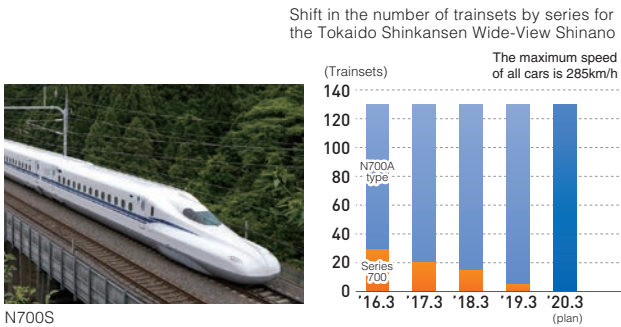 Shift in the number of trainsets by series for
the Tokaido Shinkansen Wide-View Shinano
The maximum speed
of all cars is 285km/h
(Trainsets)
140
120
100
80
60
40
20
0
N700A
type
Series
700
'16.3 '17.3 '18.3 '19.3 '20.3
(plan)
N700S